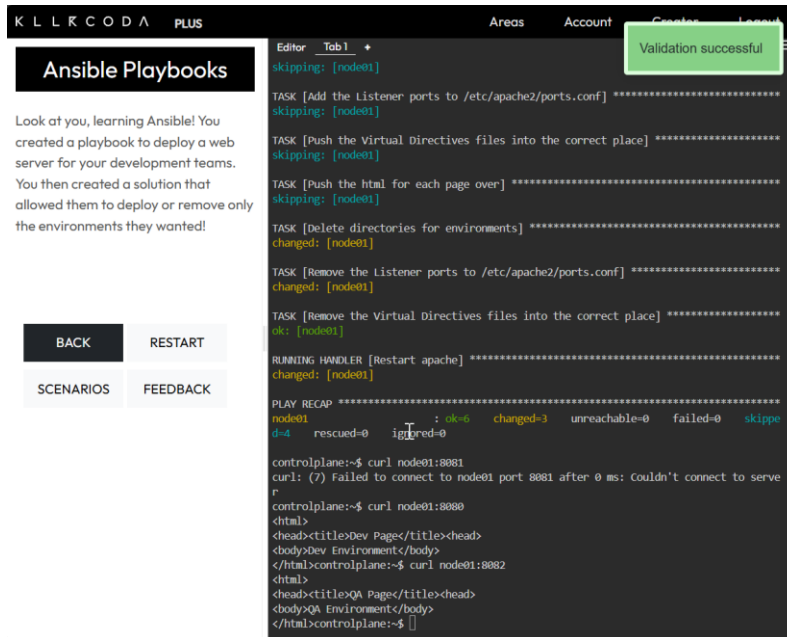 KLLRCODA PLUS
Areas Account Creator Logout
Validation successful
Ansible Playbooks
Look at you, learning Ansible! You
created a playbook to deploy a web
server for your development teams.
You then created a solution that
allowed them to deploy or remove only
the environments they wanted!
BACK RESTART
SCENARIOS FEEDBACK
Editor Tab 1 +
skipping: [node01]
TASK [Add the Listener ports to /etc/apache2/ports.conf] *************************
skipping: [node01]
TASK [Push the Virtual Directives files into the correct place] *******************
skipping: [node01]
TASK [Push the html for each page over] ****************************************
skipping: [node01]
TASK [Delete directories for environments] **************************************
changed: [node01]
TASK [Remove the Listener ports to /etc/apache2/ports.conf] **********************
changed: [node01]
TASK [Remove the Virtual Directives files into the correct place] *****************
ok: [node01]
RUNNING HANDLER [Restart apache] ***********************************************
changed: [node01]
PLAY RECAP *******************************************************************
node01 : ok=6 changed=3 unreachable=0 failed=0 skippe
d=4 rescued=0 ignored=0
controlplane:~$ curl node01:8081
curl: (7) Failed to connect to node01 port 8081 after 0 ms: Couldn't connect to serve
r
controlplane:~$ curl node01:8080
<html>
<head><title>Dev Page</title><head>
<body>Dev Environment</body>
</html>controlplane:~$ curl node01:8082
<html>
<head><title>QA Page</title><head>
<body>QA Environment</body>
</html>controlplane:~$